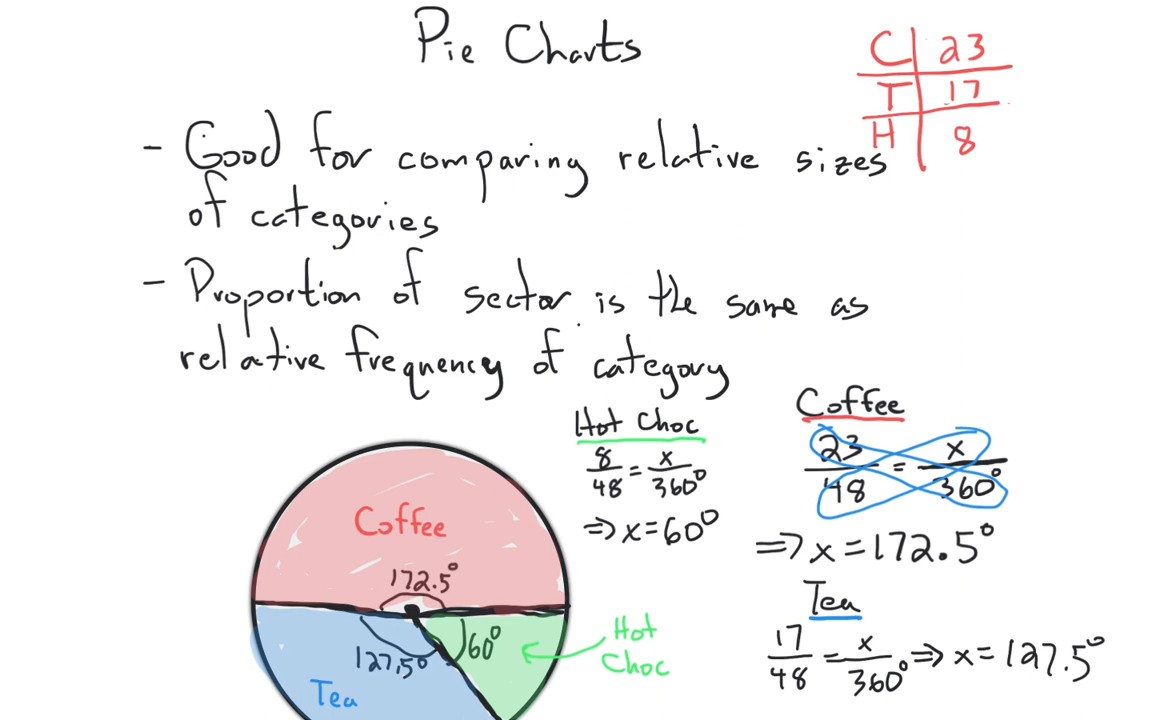 Pie Charts
C 23
T 17
H 8
- Good for comparing relative sizes
of categories
- Proportion of sector is the same as
relative frequency of category
Hot Choc
8/48 = x/360°
⇒ x = 60°
Coffee
23/48 = x/360°
⇒ x = 172.5°
Tea
17/48 = x/360° ⇒ x = 127.5°
Coffee
172.5°
127.5°
60°
Hot
Choc
Tea